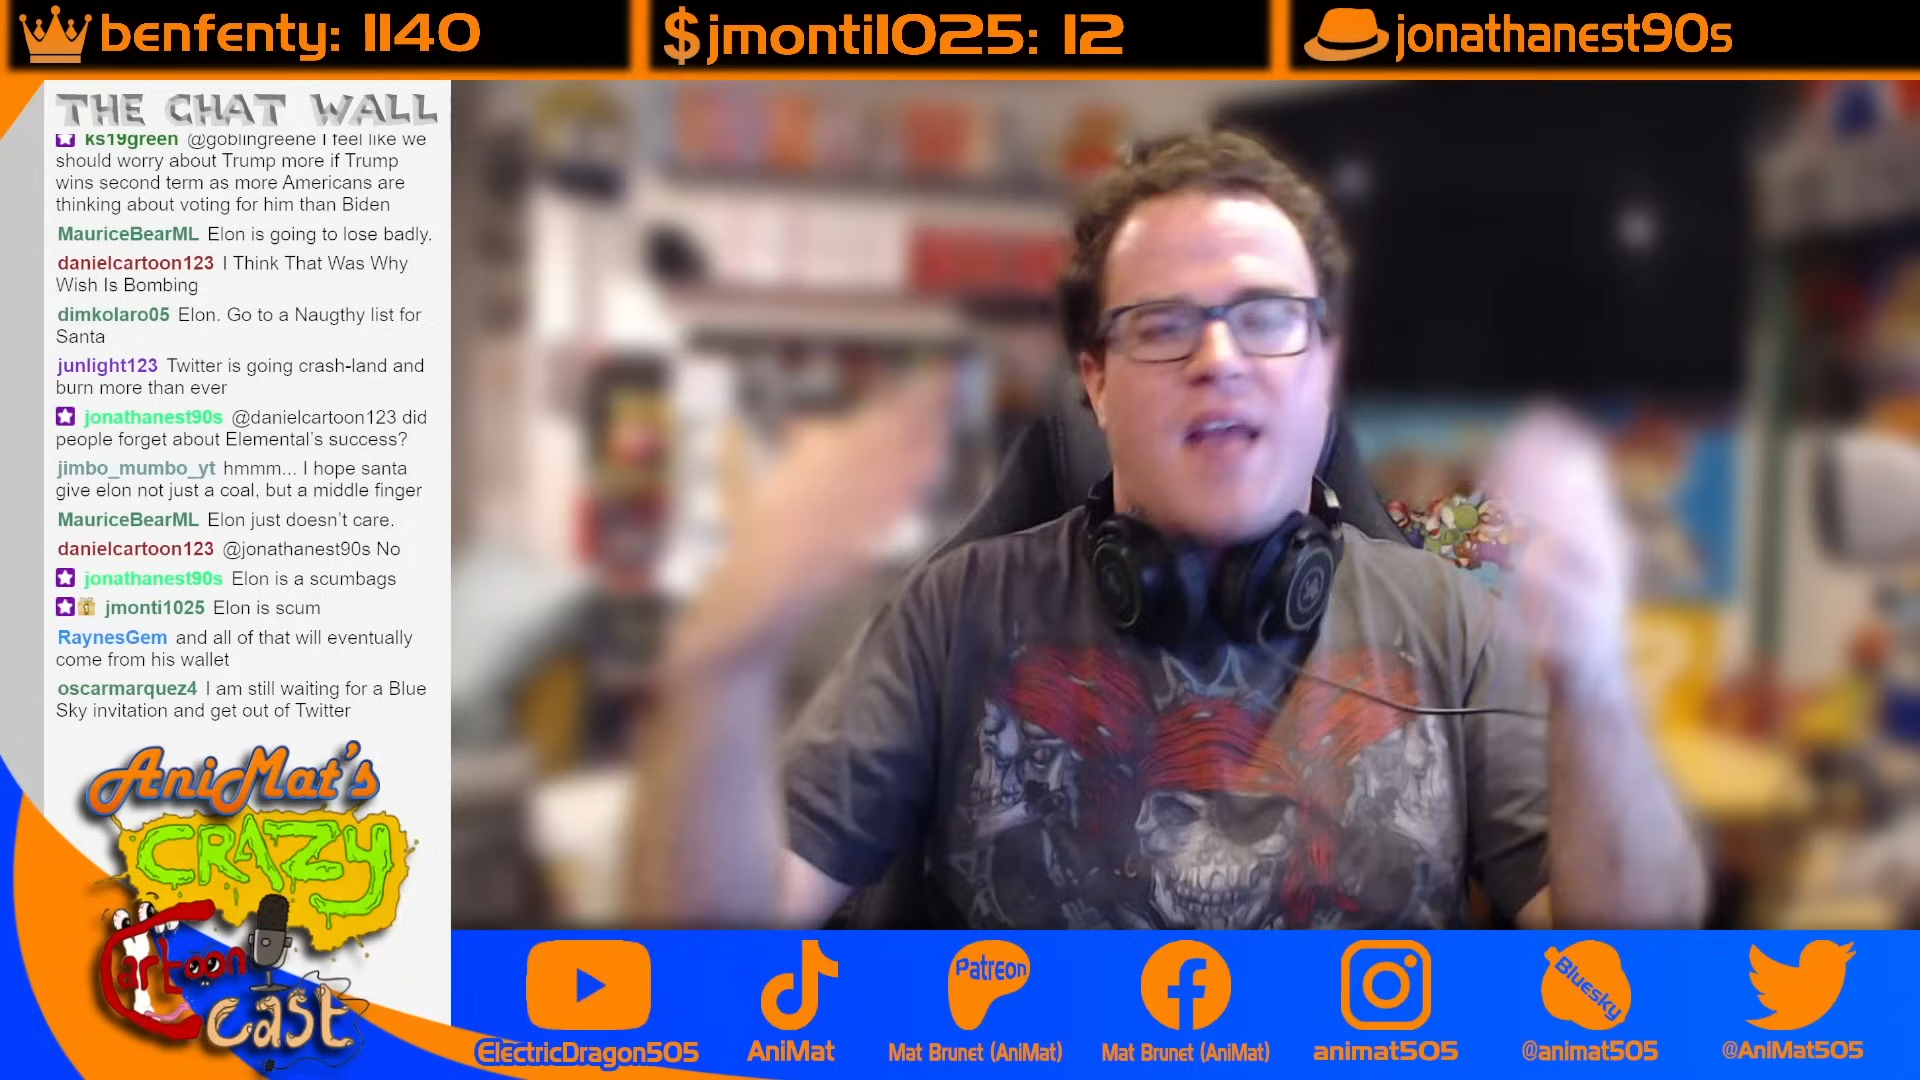 benfenty: 1140
$jmonti1025: 12
jonathanest90s
THE CHAT WALL
ks19green @goblingreene I feel like we
should worry about Trump more if Trump
wins second term as more Americans are
thinking about voting for him than Biden
MauriceBearML Elon is going to lose badly.
danielcartoon123 I Think That Was Why
Wish Is Bombing
dimkolaro05 Elon. Go to a Naugthy list for
Santa
junlight123 Twitter is going crash-land and
burn more than ever
jonathanest90s @danielcartoon123 did
people forget about Elemental's success?
jimbo_mumbo_yt hmmm... I hope santa
give elon not just a coal, but a middle finger
MauriceBearML Elon just doesn't care.
danielcartoon123 @jonathanest90s No
jonathanest90s Elon is a scumbags
jmonti1025 Elon is scum
RaynesGem and all of that will eventually
come from his wallet
oscarmarquez4 I am still waiting for a Blue
Sky invitation and get out of Twitter
AniMat's
CRAZY
Cartoon
cast
Patreon
Bluesky
ElectricDragon505
AniMat
Mat Brunet (AniMat)
Mat Brunet (AniMat)
animat505
@animat505
@AniMat505